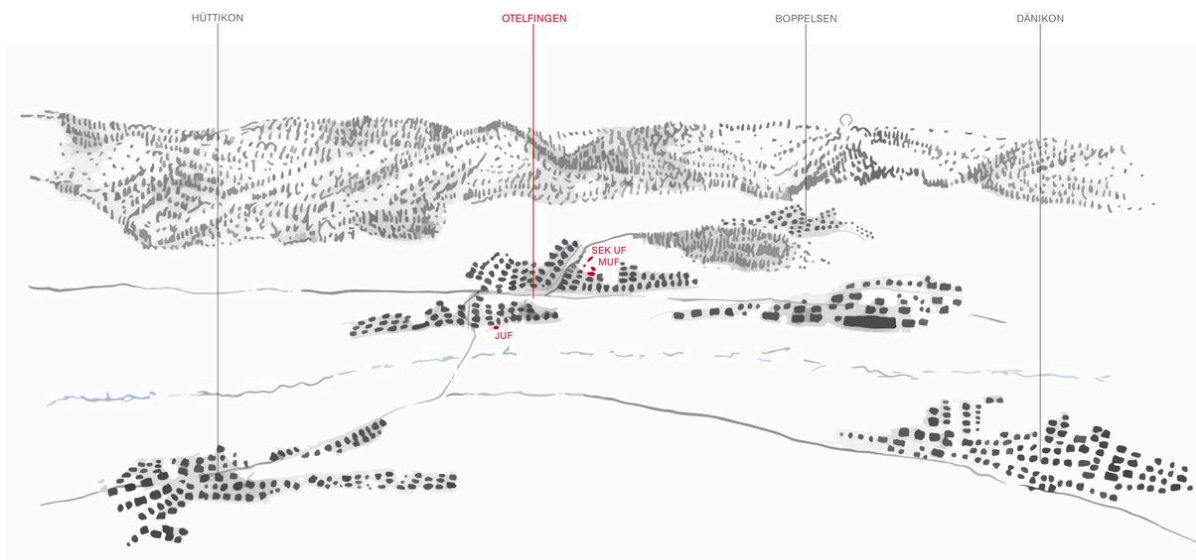 HÜTTIKON
OTELFINGEN
BOPPELSEN
DÄNIKON
SEK UF
MUF
JUF